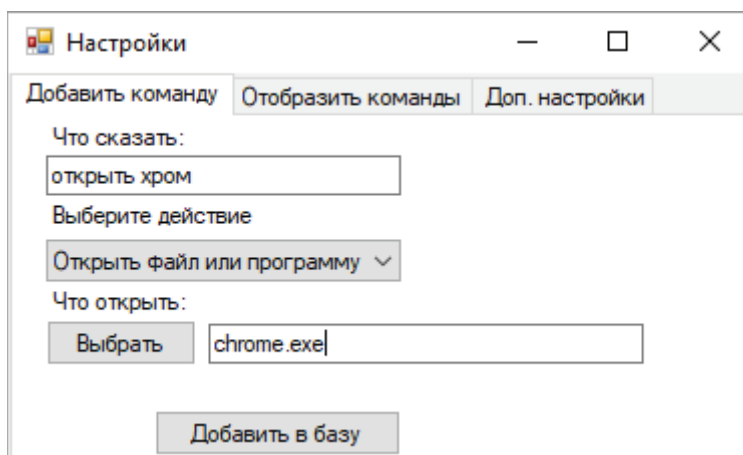 Настройки
Добавить команду Отобразить команды Доп. настройки
Что сказать:
открыть хром
Выберите действие
Открыть файл или программу
Что открыть:
Выбрать chrome.exe
Добавить в базу